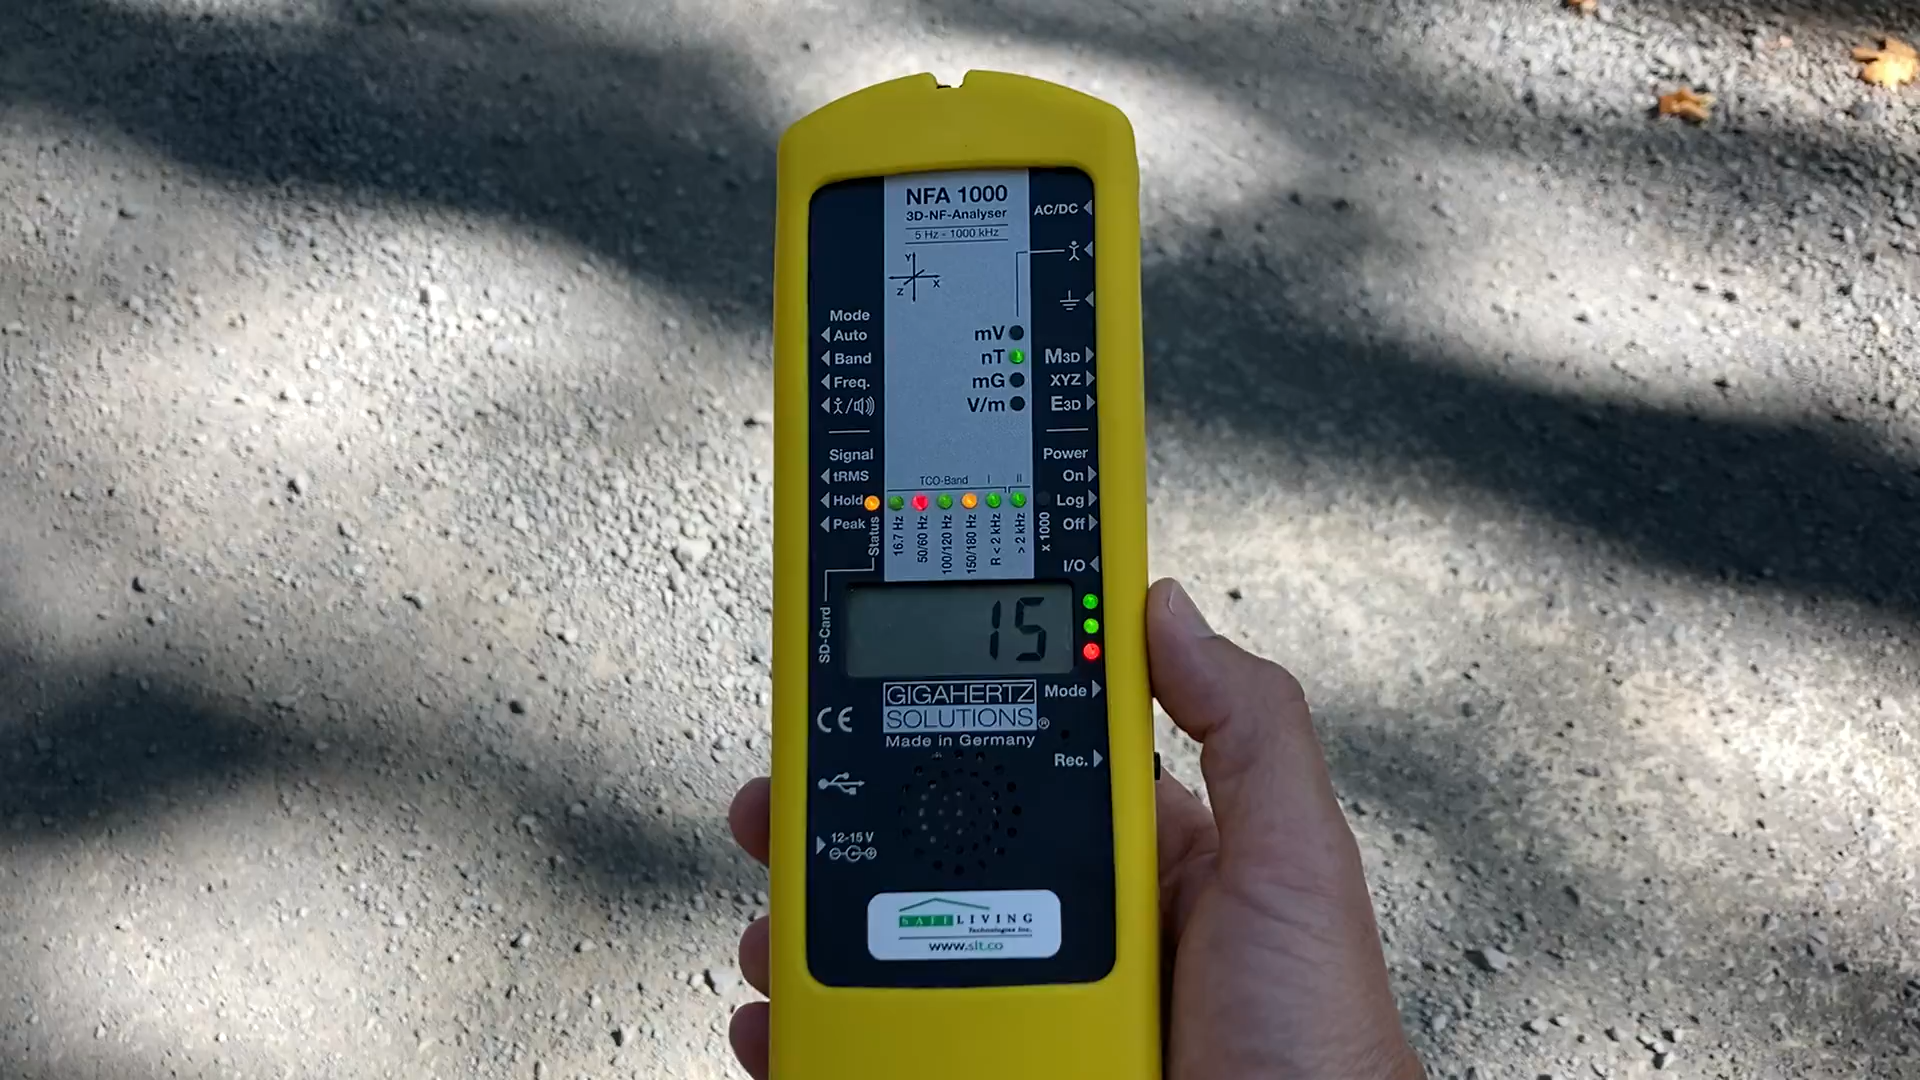 NFA 1000
3D-NF-Analyser
5 Hz - 1000 kHz
Y
Z X
AC/DC
Mode
Auto
Band
Freq.
mV
nT
mG
V/m
M3D
XYZ
E3D
Signal
tRMS
Hold
Peak
Status
SD-Card
TCO-Band I II
16.7 Hz
50/60 Hz
100/120 Hz
150/180 Hz
R < 2 kHz
> 2 kHz
x 1000
Power
On
Log
Off
I/O
15
Mode
GIGAHERTZ
SOLUTIONS®
Made in Germany
CE
Rec.
12-15 V
SAFE LIVING
Technologies Inc.
www.slt.co